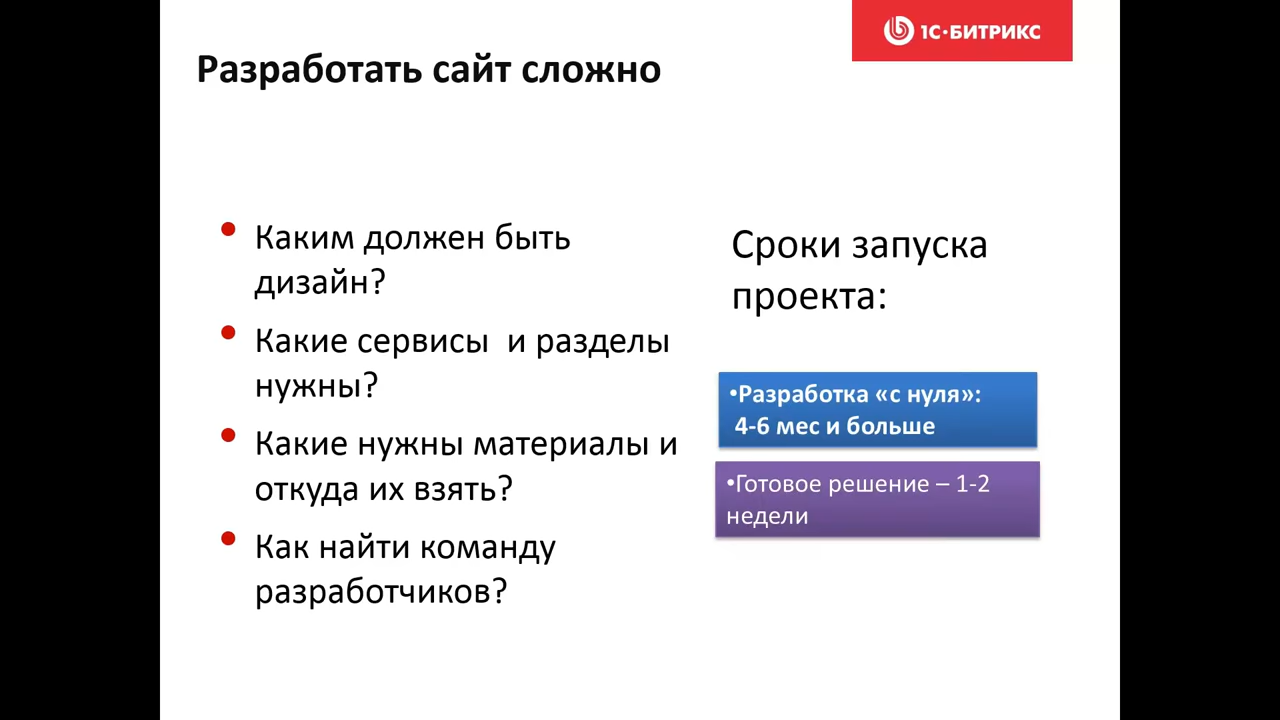 1С·БИТРИКС
Разработать сайт сложно
• Каким должен быть
дизайн?
• Какие сервисы и разделы
нужны?
• Какие нужны материалы и
откуда их взять?
• Как найти команду
разработчиков?
Сроки запуска
проекта:
•Разработка «с нуля»:
4-6 мес и больше
•Готовое решение – 1-2
недели